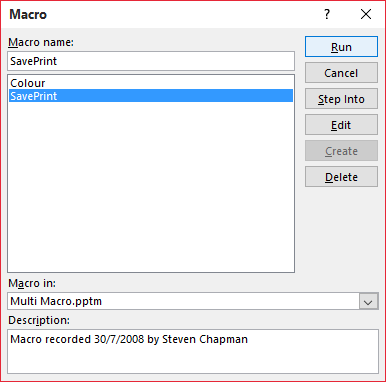 Macro ? ×
Macro name:
SavePrint
Colour
SavePrint
Run
Cancel
Step Into
Edit
Create
Delete
Macro in:
Multi Macro.pptm
Description:
Macro recorded 30/7/2008 by Steven Chapman